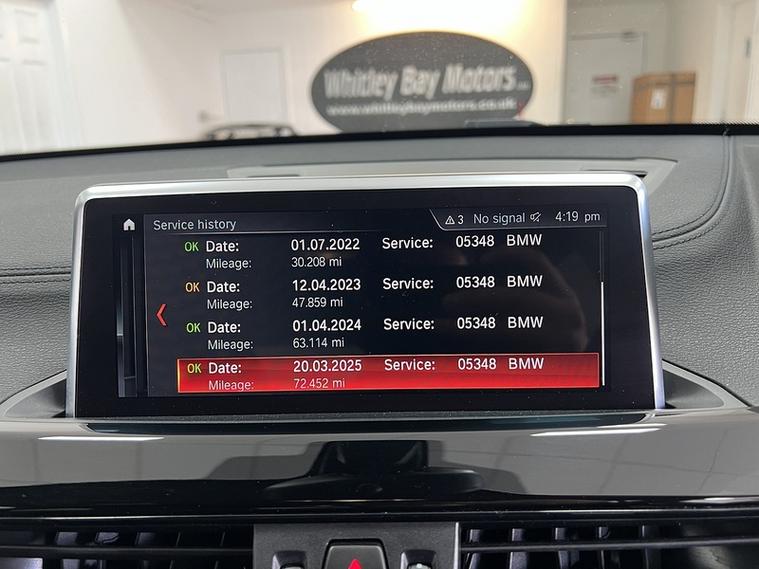 Whitley Bay Motors
www.whitleybaymotors.co.uk
Service history
3 No signal 4:19 pm
OK Date: 01.07.2022 Service: 05348 BMW
Mileage: 30.208 mi
OK Date: 12.04.2023 Service: 05348 BMW
Mileage: 47.859 mi
OK Date: 01.04.2024 Service: 05348 BMW
Mileage: 63.114 mi
OK Date: 20.03.2025 Service: 05348 BMW
Mileage: 72.452 mi